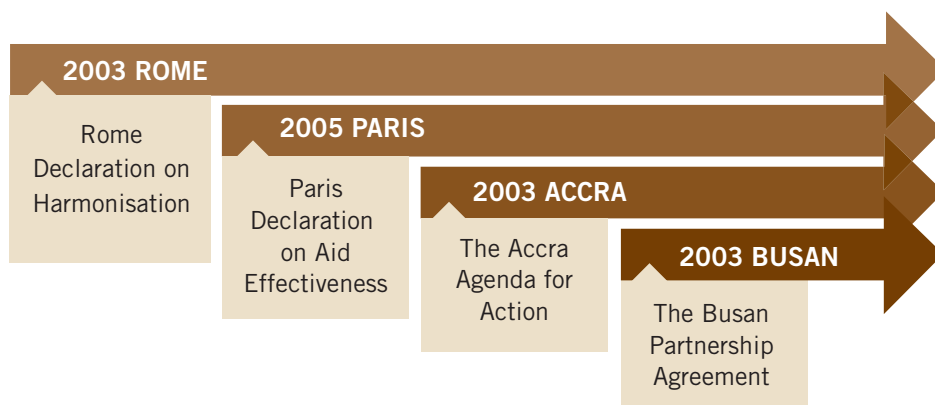 2003 ROME
Rome
Declaration on
Harmonisation
2005 PARIS
Paris
Declaration
on Aid
Effectiveness
2003 ACCRA
The Accra
Agenda for
Action
2003 BUSAN
The Busan
Partnership
Agreement